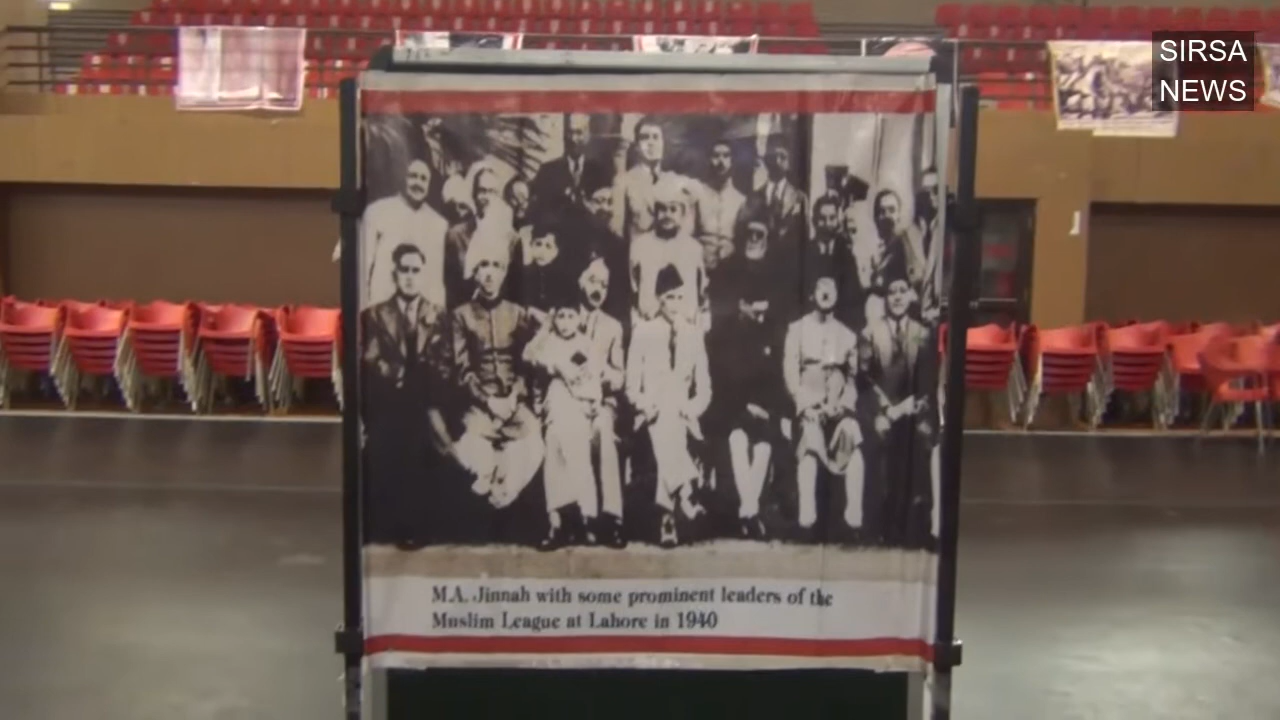 SIRSA
NEWS
M.A. Jinnah with some prominent leaders of the
Muslim League at Lahore in 1940